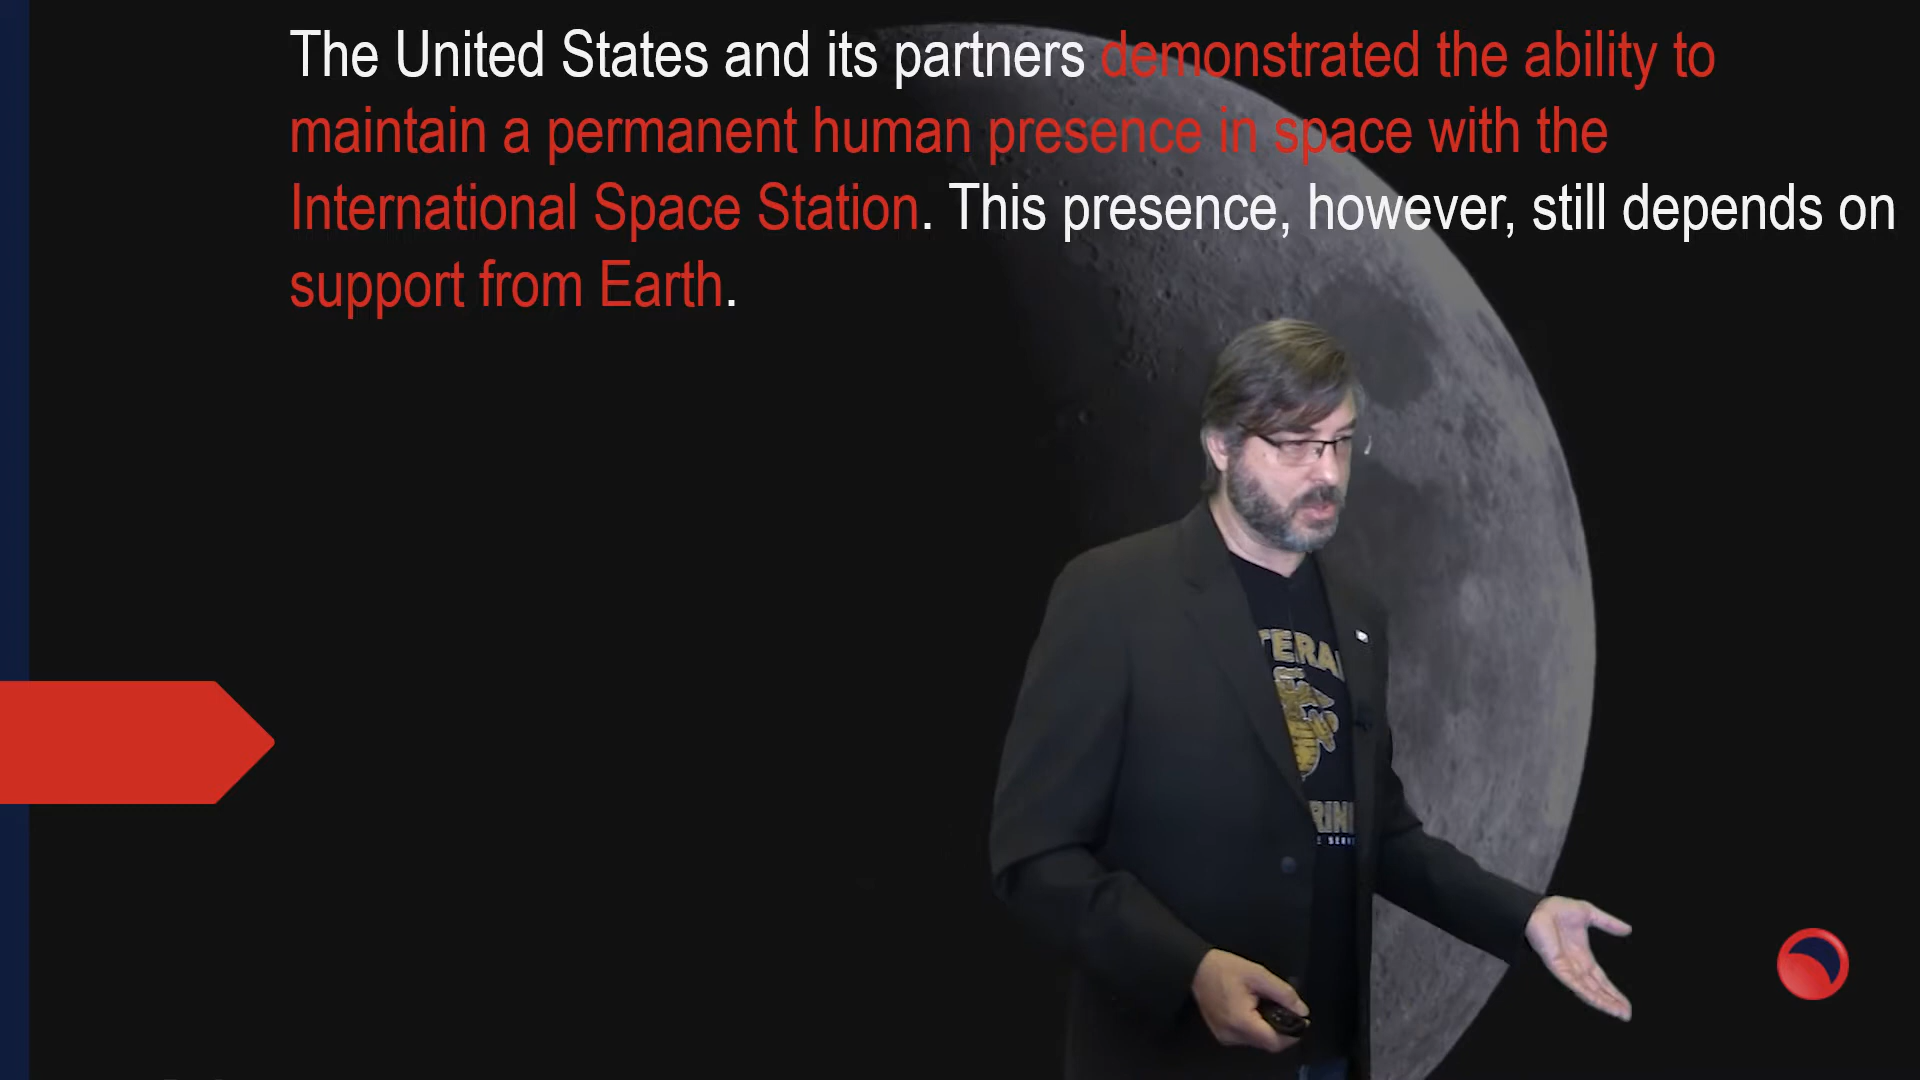 The United States and its partners demonstrated the ability to
maintain a permanent human presence in space with the
International Space Station. This presence, however, still depends on
support from Earth.